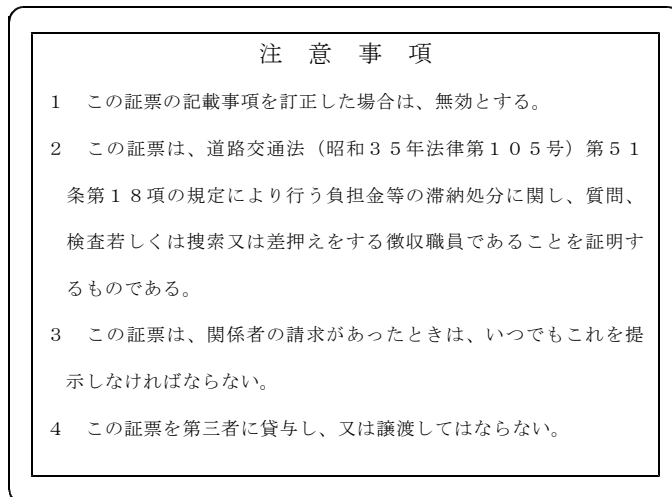 注 意 事 項
1 この証票の記載事項を訂正した場合は、無効とする。
2 この証票は、道路交通法（昭和35年法律第105号）第51
条第18項の規定により行う負担金等の滞納処分に関し、質問、
検査若しくは捜索又は差押えをする徴収職員であることを証明す
るものである。
3 この証票は、関係者の請求があったときは、いつでもこれを提
示しなければならない。
4 この証票を第三者に貸与し、又は譲渡してはならない。